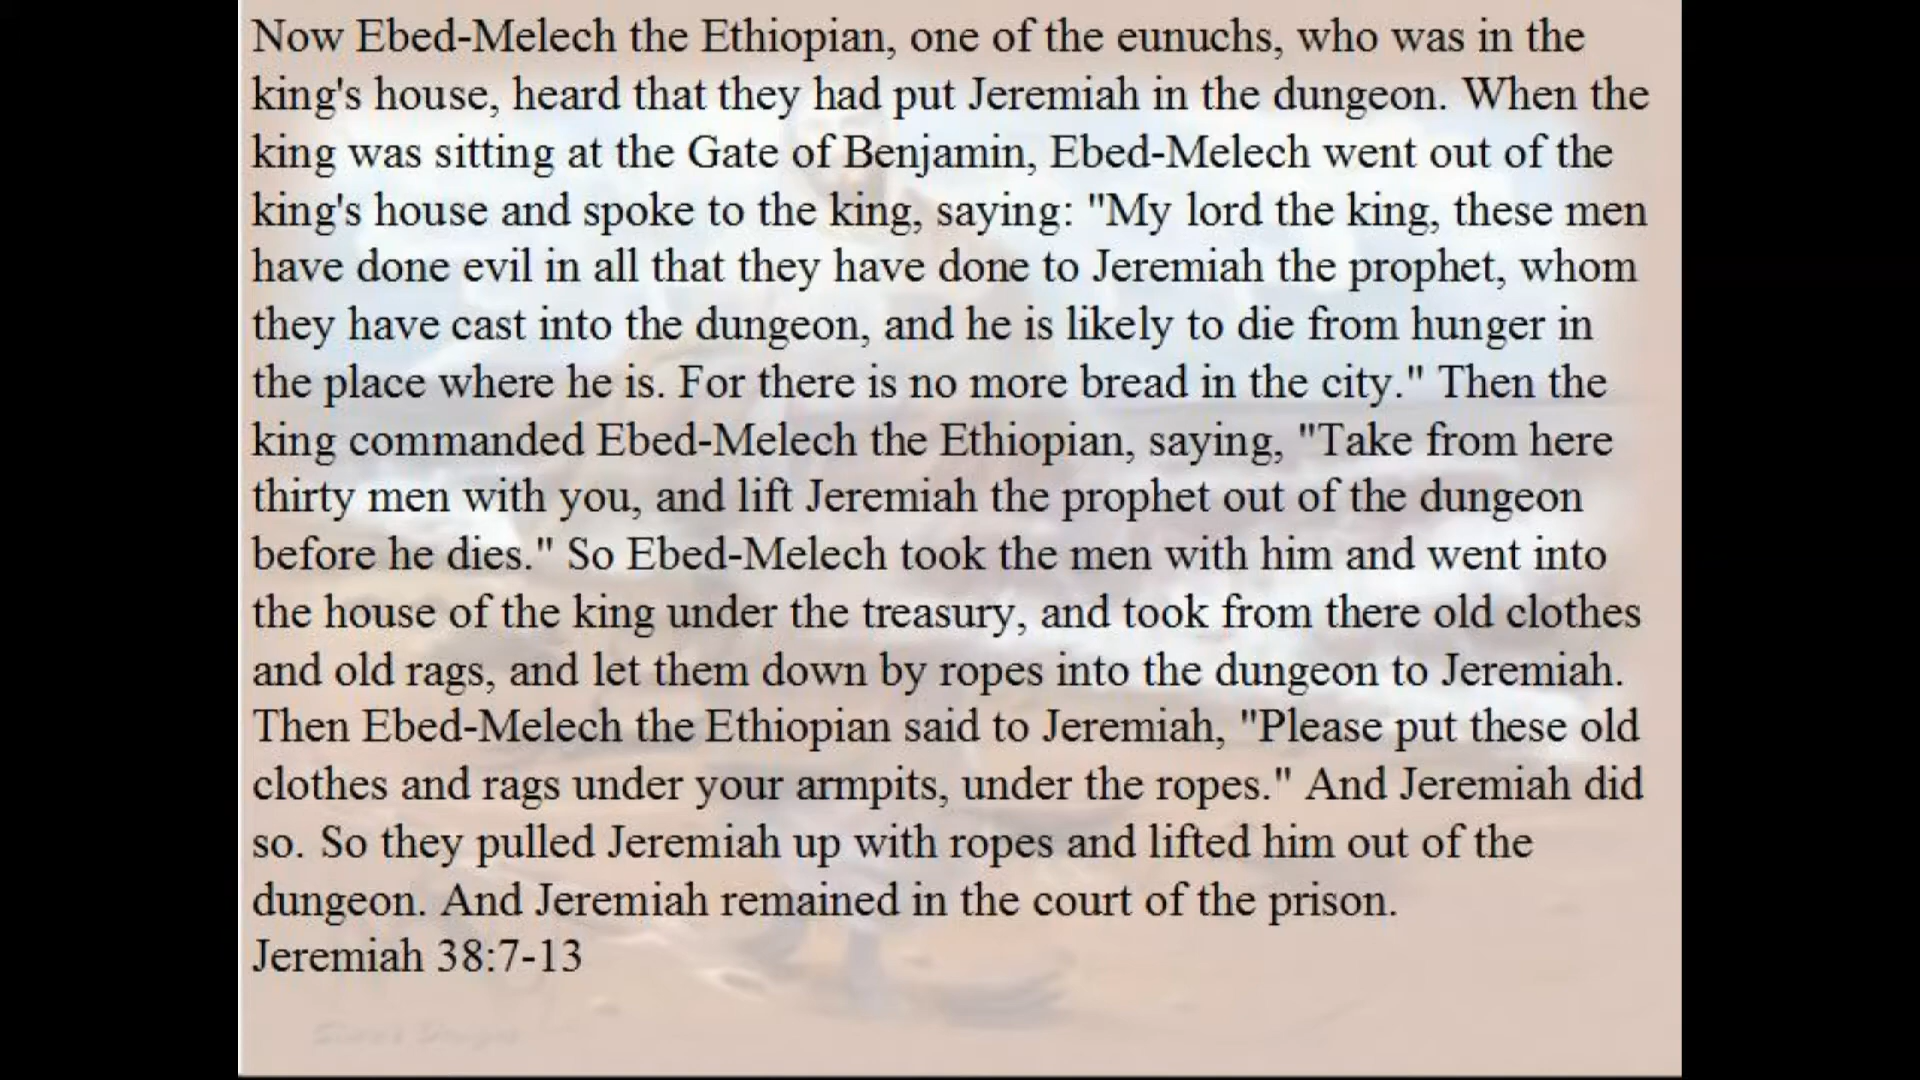 Now Ebed-Melech the Ethiopian, one of the eunuchs, who was in the
king's house, heard that they had put Jeremiah in the dungeon. When the
king was sitting at the Gate of Benjamin, Ebed-Melech went out of the
king's house and spoke to the king, saying: "My lord the king, these men
have done evil in all that they have done to Jeremiah the prophet, whom
they have cast into the dungeon, and he is likely to die from hunger in
the place where he is. For there is no more bread in the city." Then the
king commanded Ebed-Melech the Ethiopian, saying, "Take from here
thirty men with you, and lift Jeremiah the prophet out of the dungeon
before he dies." So Ebed-Melech took the men with him and went into
the house of the king under the treasury, and took from there old clothes
and old rags, and let them down by ropes into the dungeon to Jeremiah.
Then Ebed-Melech the Ethiopian said to Jeremiah, "Please put these old
clothes and rags under your armpits, under the ropes." And Jeremiah did
so. So they pulled Jeremiah up with ropes and lifted him out of the
dungeon. And Jeremiah remained in the court of the prison.
Jeremiah 38:7-13